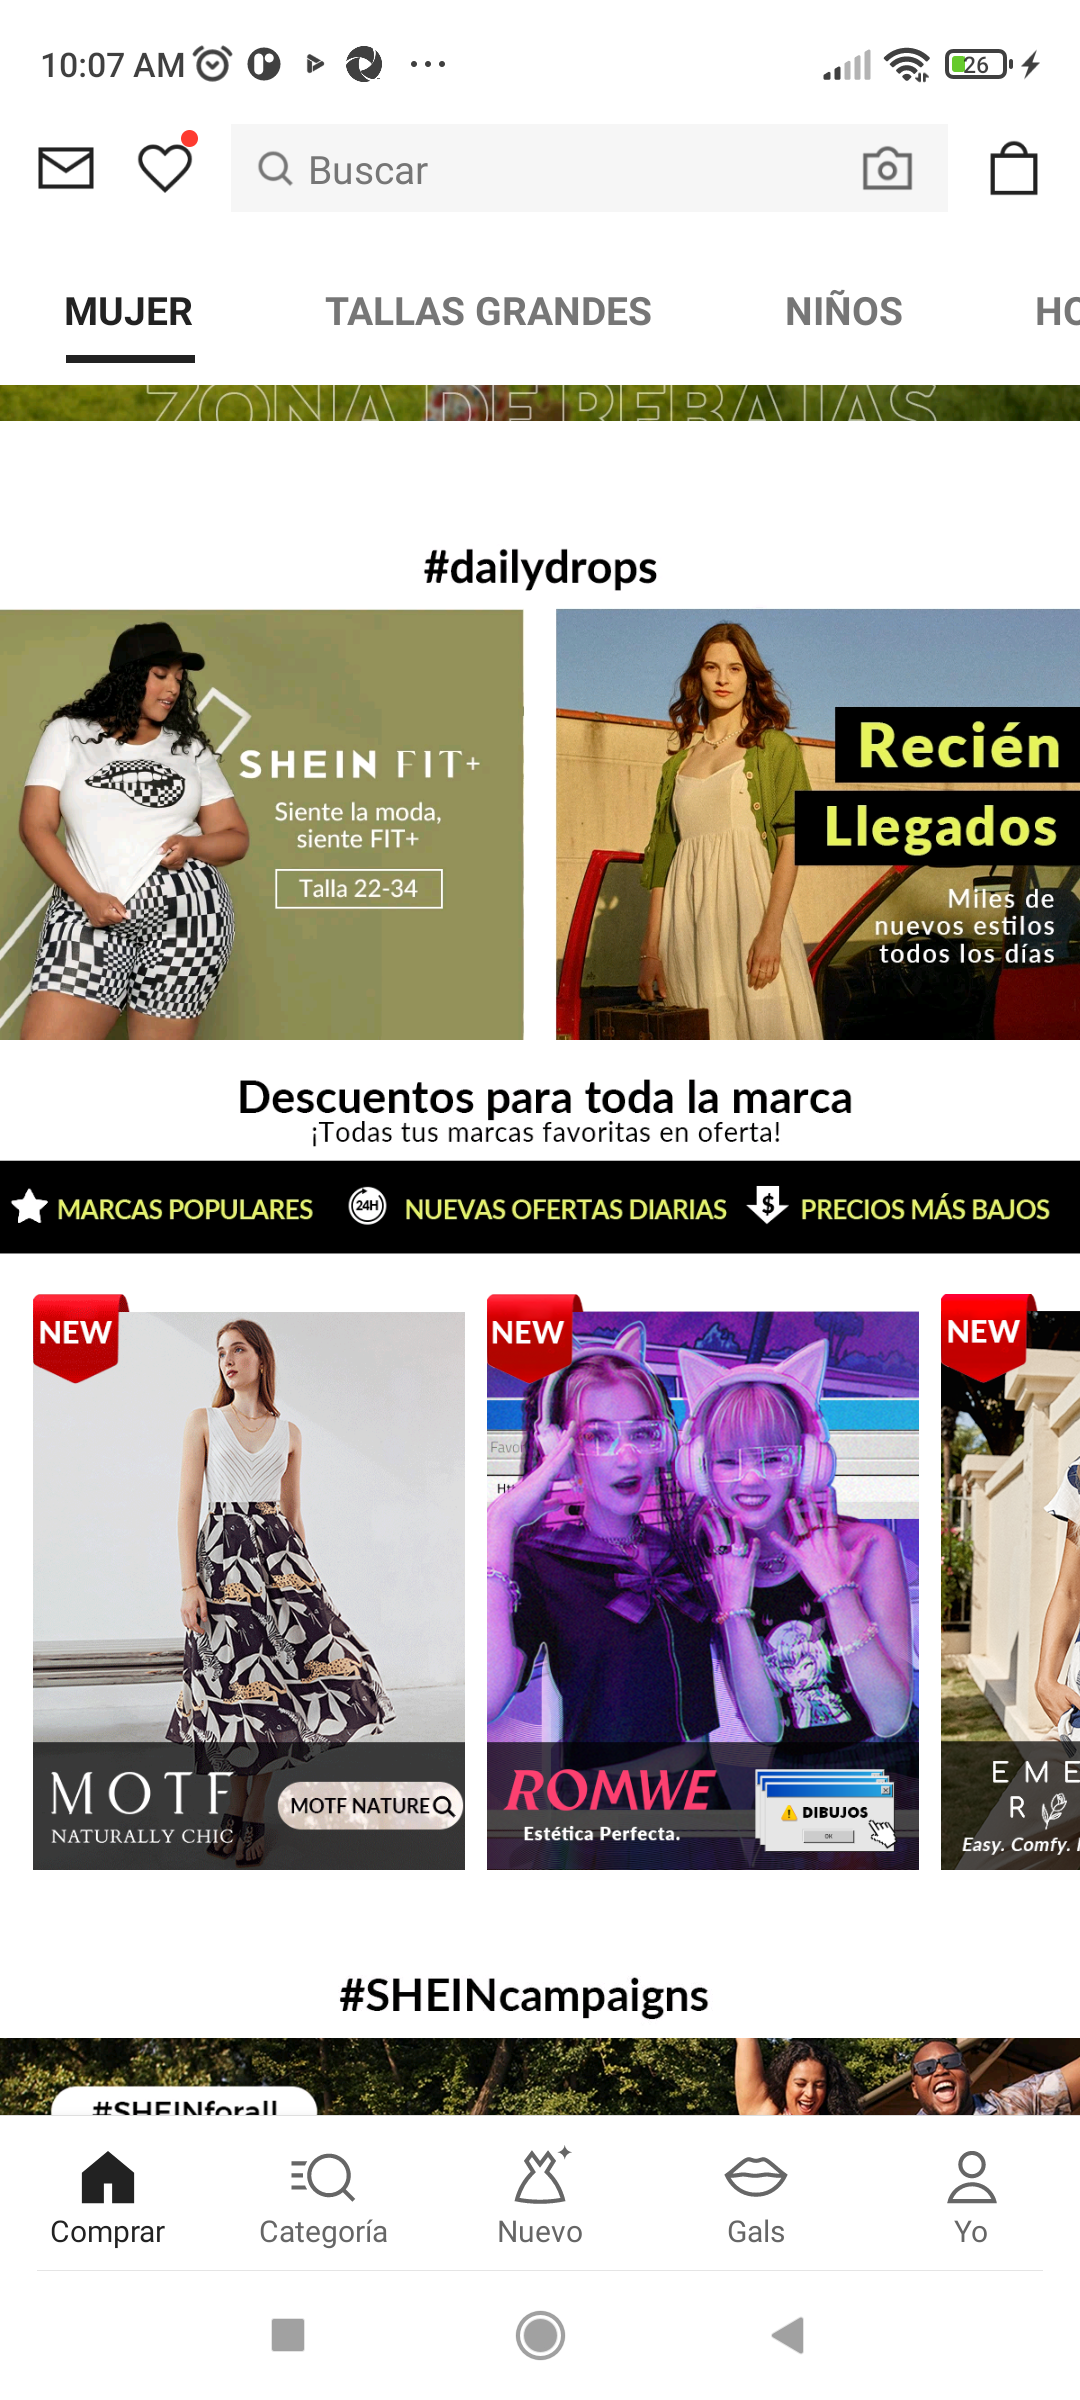 10:07 AM
26
Buscar
MUJER
TALLAS GRANDES
NIÑOS
ZONA DE REBAJAS
#dailydrops
SHEIN FIT+
Siente la moda,
siente FIT+
Talla 22-34
Recién
Llegados
Miles de
nuevos estilos
todos los días
Descuentos para toda la marca
¡Todas tus marcas favoritas en oferta!
MARCAS POPULARES
24H
NUEVAS OFERTAS DIARIAS
$
PRECIOS MÁS BAJOS
NEW
MOTF
NATURALLY CHIC
MOTF NATURE
NEW
ROMWE
Estética Perfecta.
DIBUJOS
OK
NEW
EME
R
Easy. Comfy.
#SHEINcampaigns
#SHEINforall
Comprar
Categoría
Nuevo
Gals
Yo